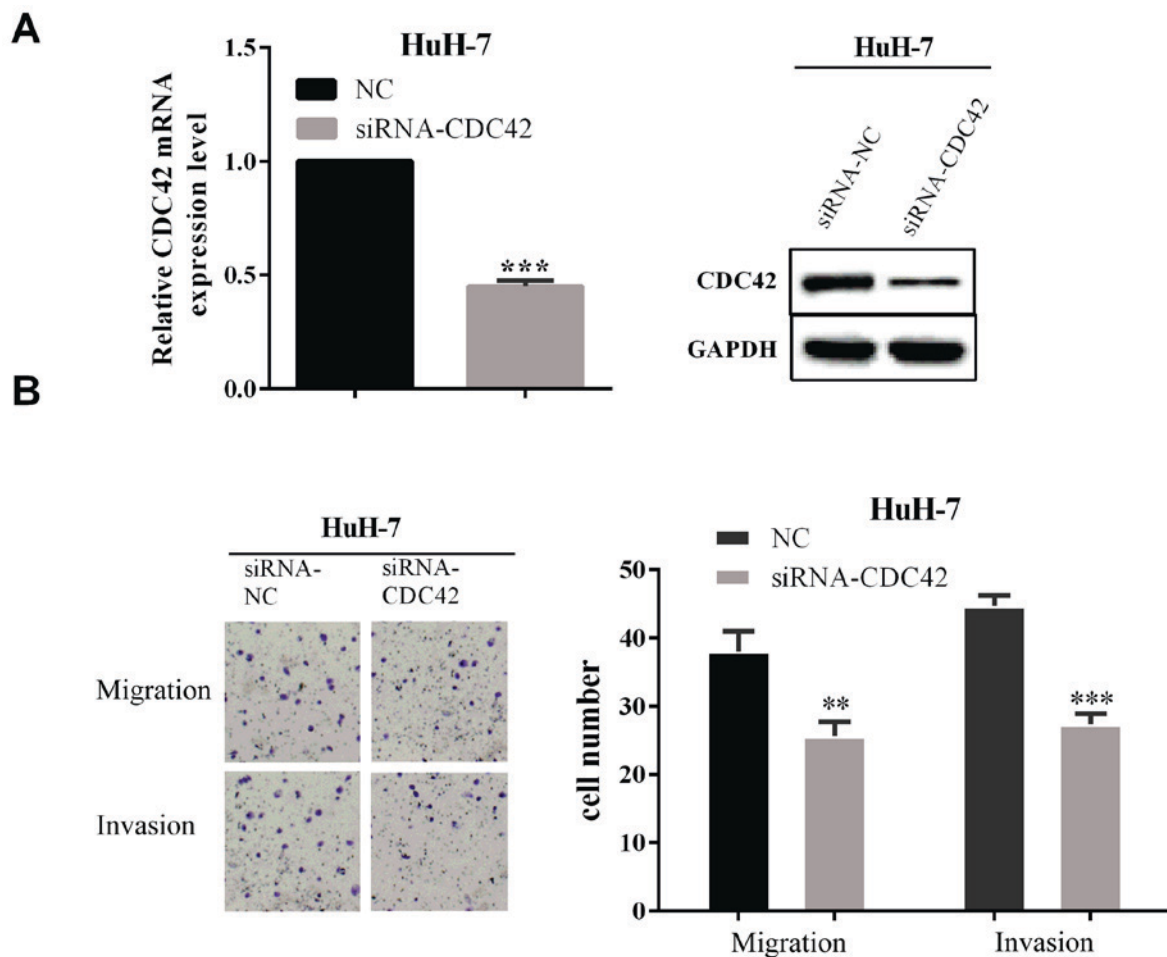 A
HuH-7
NC
siRNA-CDC42
Relative CDC42 mRNA
expression level
1.5
1.0
0.5
0.0
***
HuH-7
siRNA-NC
siRNA-CDC42
CDC42
GAPDH
B
HuH-7
siRNA-
NC
siRNA-
CDC42
Migration
Invasion
HuH-7
NC
siRNA-CDC42
cell number
50
40
30
20
10
0
**
***
Migration
Invasion